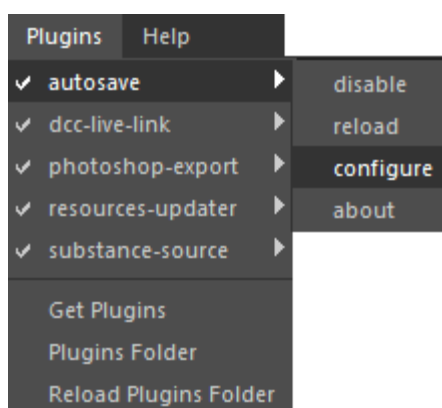 Plugins Help
autosave
dcc-live-link
photoshop-export
resources-updater
substance-source
Get Plugins
Plugins Folder
Reload Plugins Folder
disable
reload
configure
about